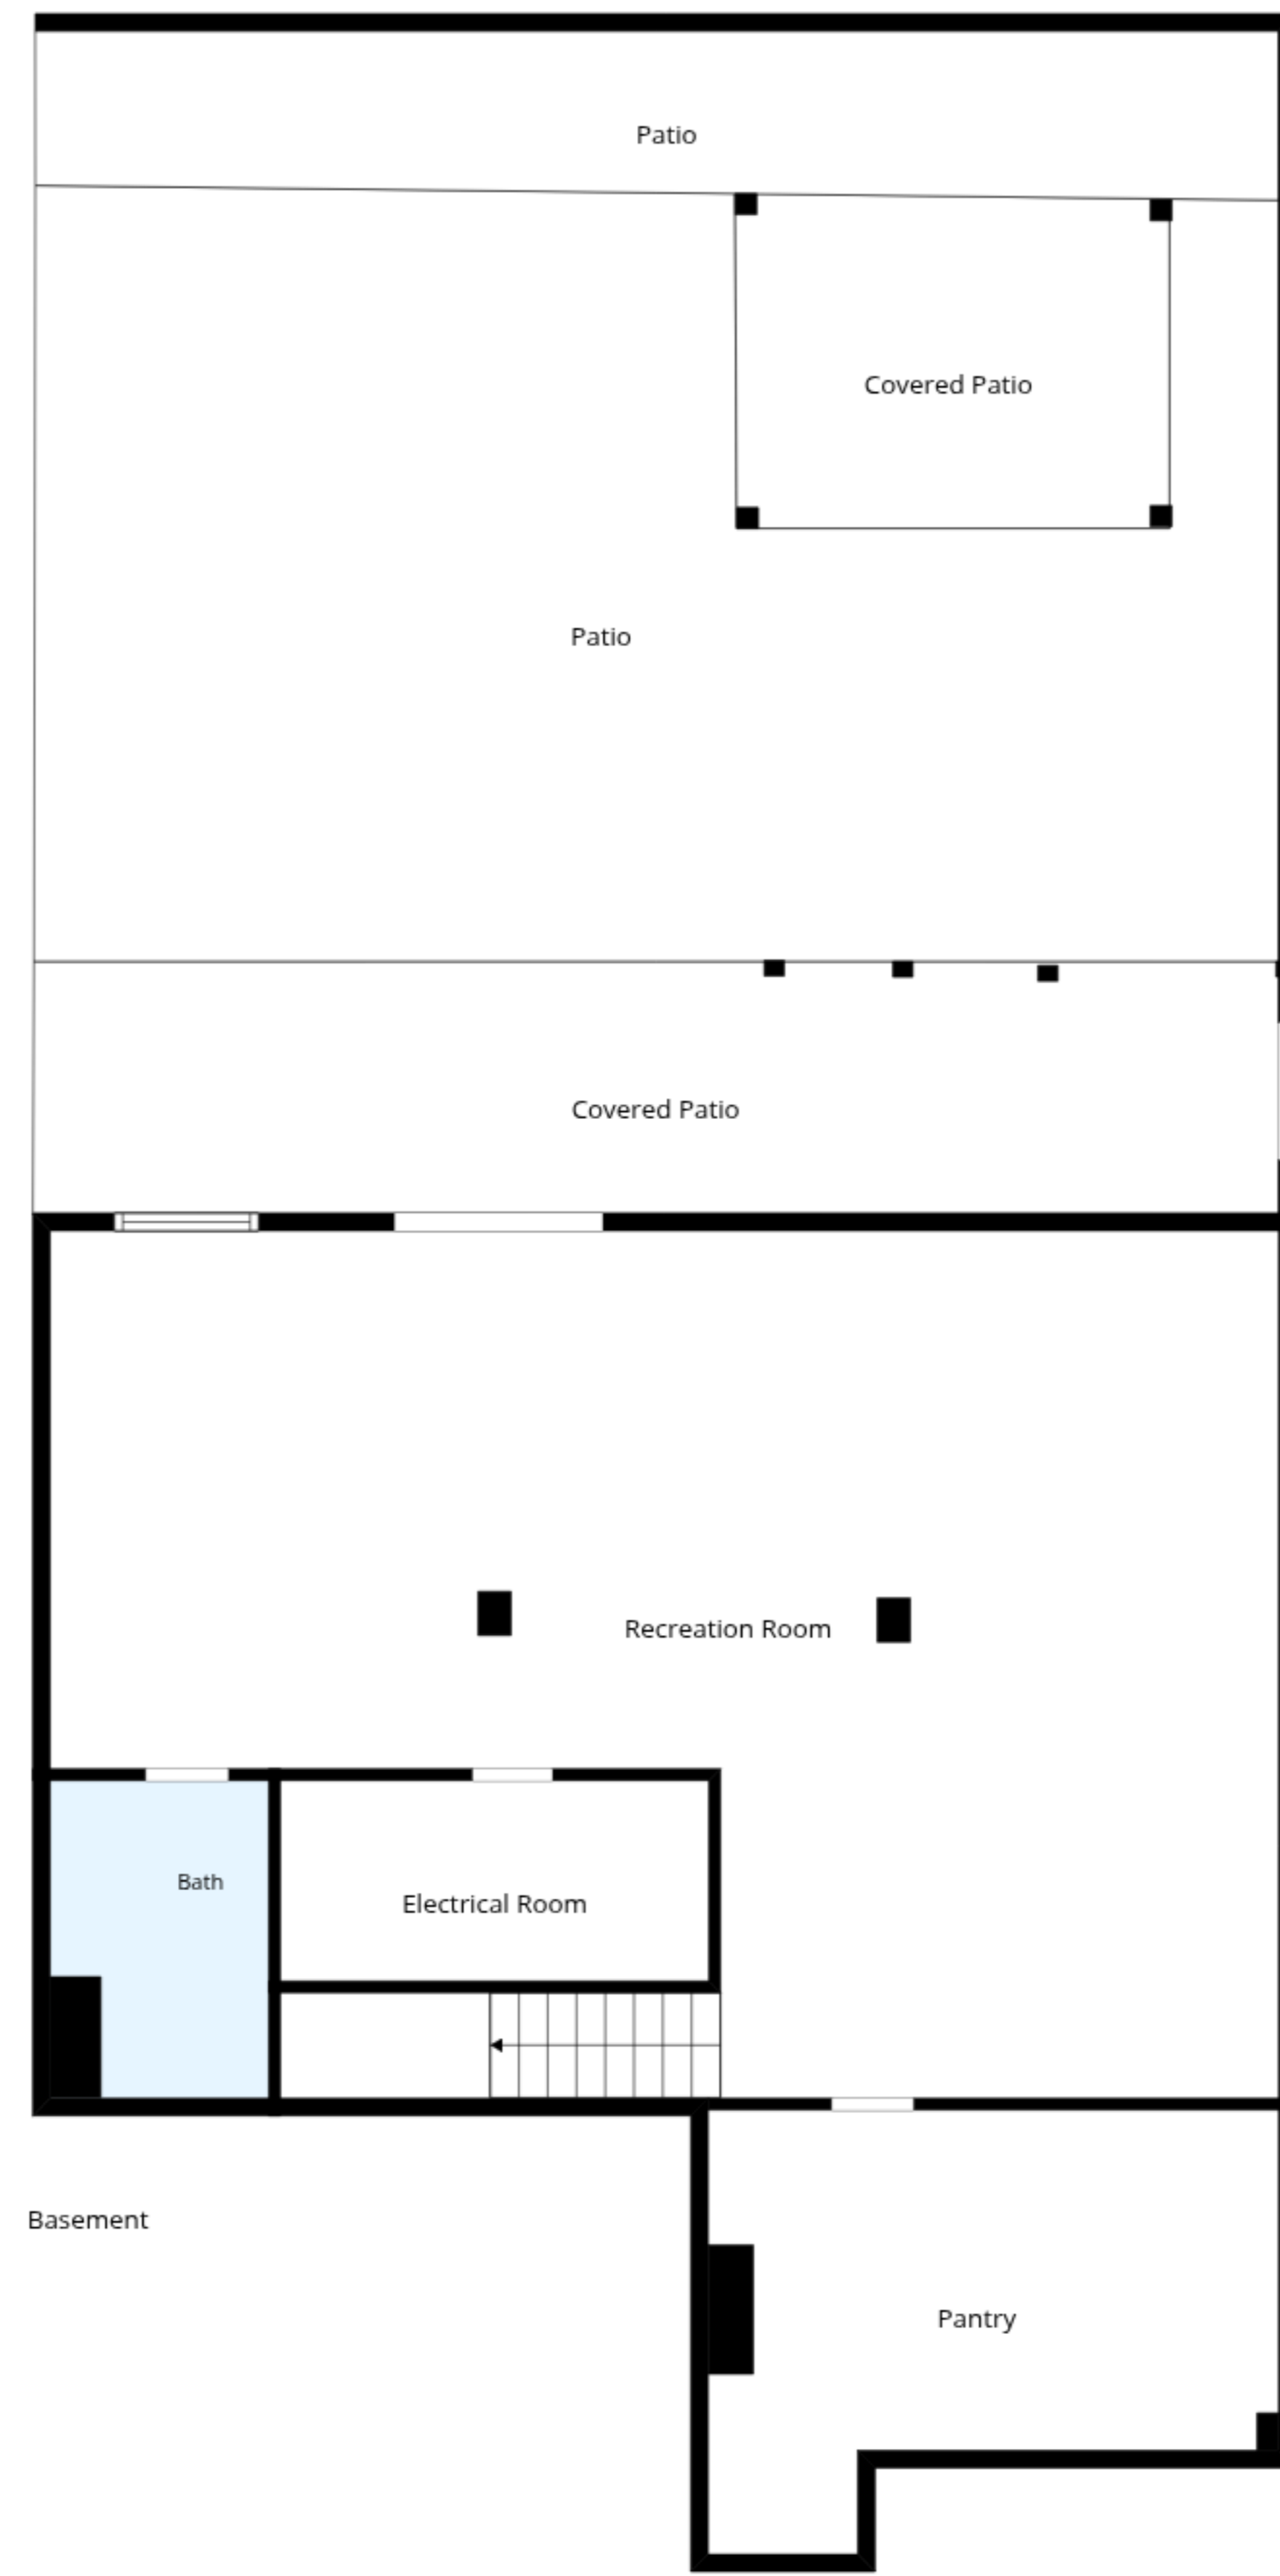 Patio
Covered Patio
Patio
Covered Patio
Recreation Room
Bath
Electrical Room
Basement
Pantry